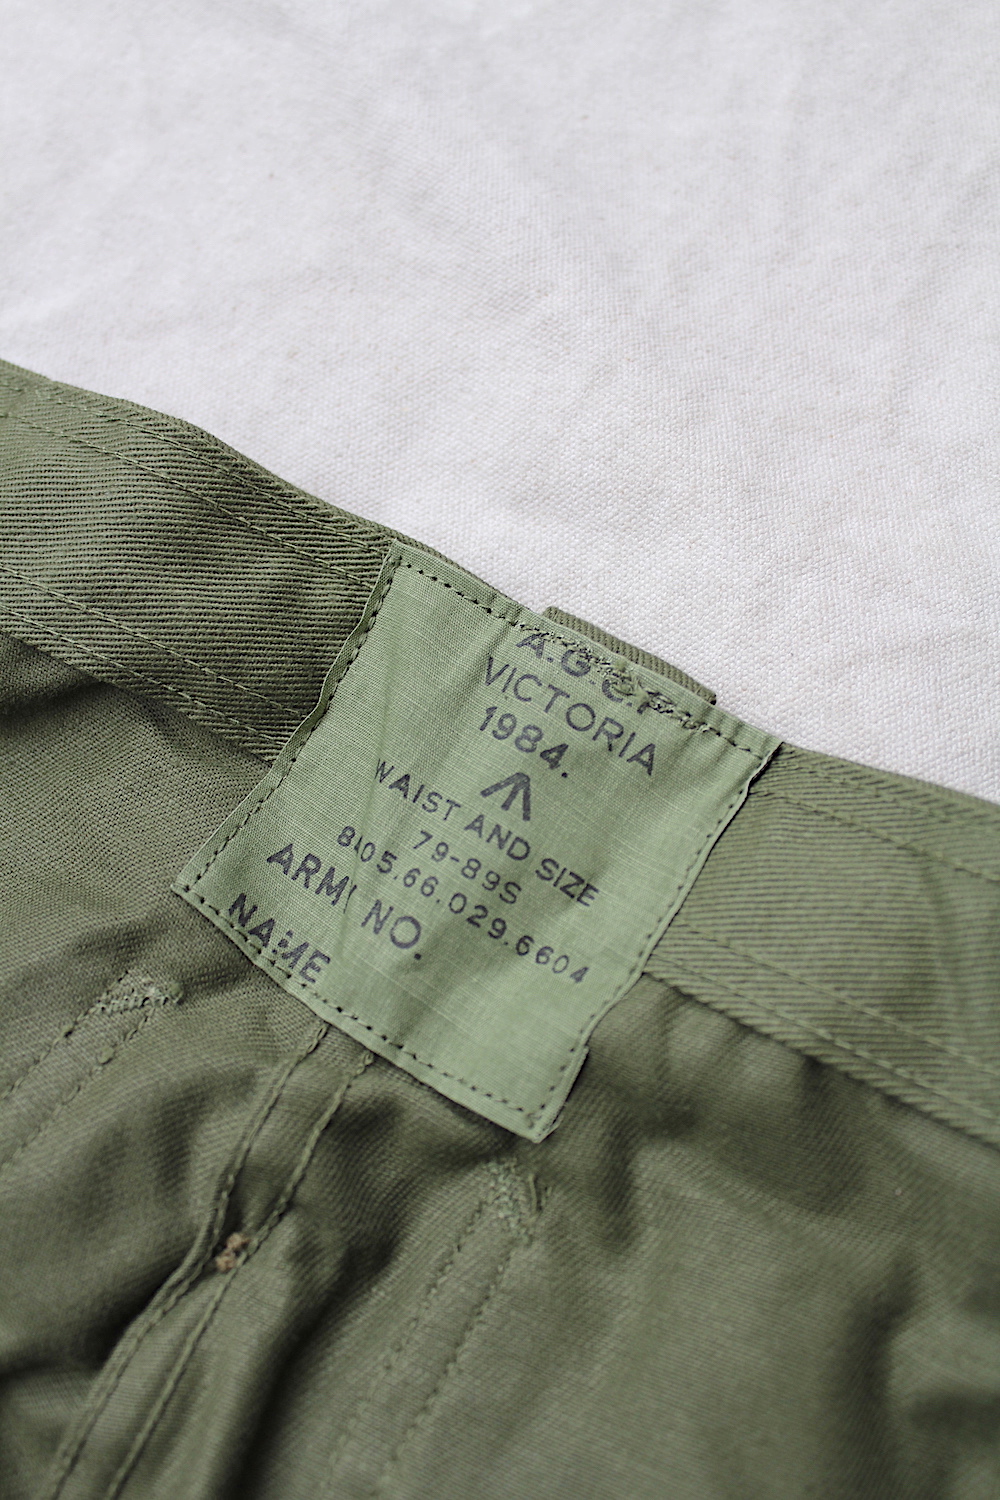 A.G.C.F.
VICTORIA
1984.
WAIST AND SIZE
79-89S
8405.66.029.6604
ARMY NO.
NAME